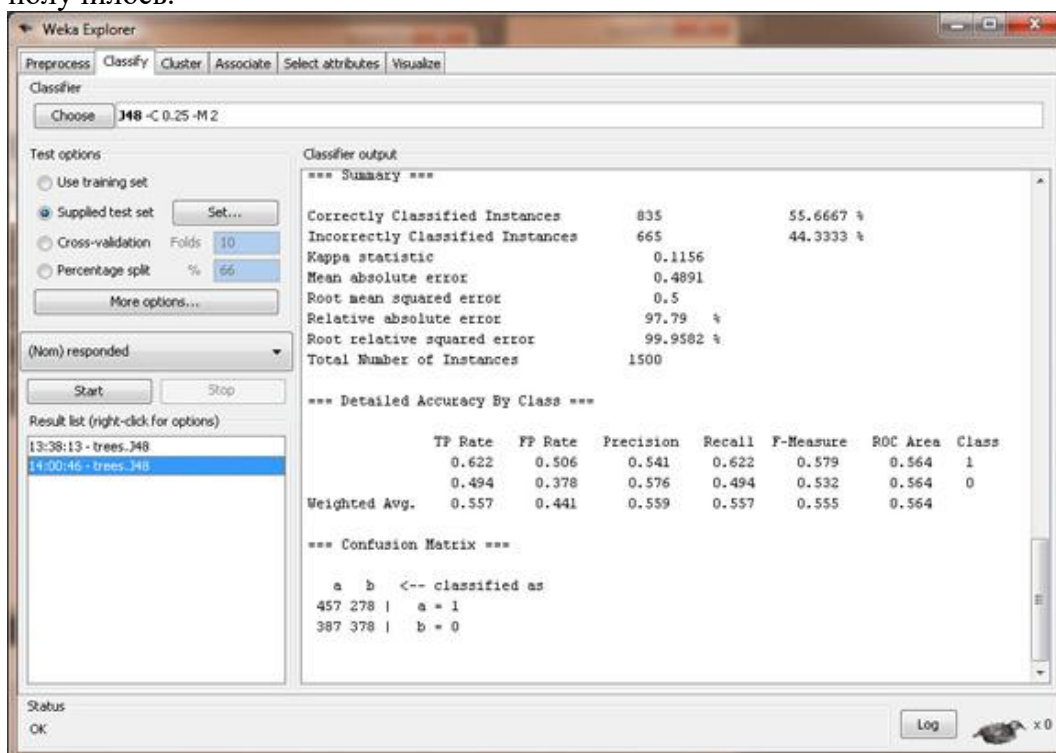 Weka Explorer
Preprocess Classify Cluster Associate Select attributes Visualize
Classifier
Choose J48 -C 0.25 -M 2
Test options
Use training set
Supplied test set Set...
Cross-validation Folds 10
Percentage split % 66
More options...
(Nom) responded
Start Stop
Result list (right-click for options)
13:38:13 - trees.J48
14:00:46 - trees.J48
Classifier output
=== Summary ===
Correctly Classified Instances 835 55.6667 %
Incorrectly Classified Instances 665 44.3333 %
Kappa statistic 0.1156
Mean absolute error 0.4891
Root mean squared error 0.5
Relative absolute error 97.79 %
Root relative squared error 99.9582 %
Total Number of Instances 1500
=== Detailed Accuracy By Class ===
TP Rate FP Rate Precision Recall F-Measure ROC Area Class
0.622 0.506 0.541 0.622 0.579 0.564 1
0.494 0.378 0.576 0.494 0.532 0.564 0
Weighted Avg. 0.557 0.441 0.559 0.557 0.555 0.564
=== Confusion Matrix ===
a b <-- classified as
457 278 | a = 1
387 378 | b = 0
Status
OK
Log x 0